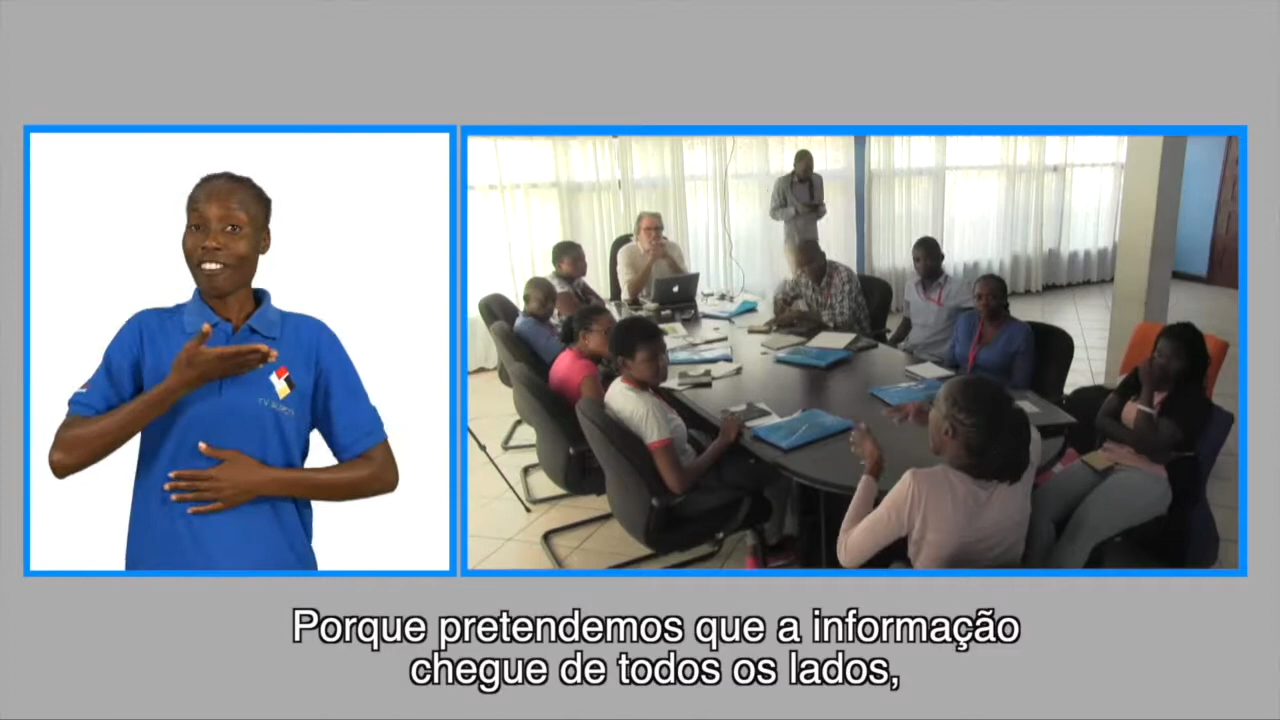 Porque pretendemos que a informação
chegue de todos os lados,